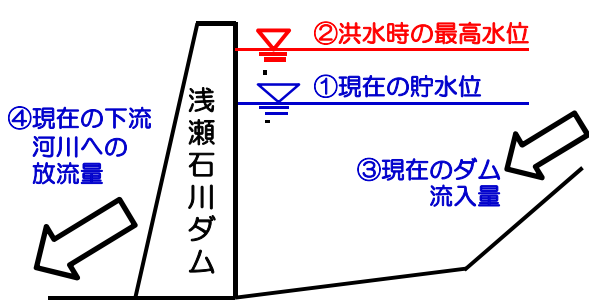 ②洪水時の最高水位
①現在の貯水位
④現在の下流
河川への
放流量
浅瀬石川ダム
③現在のダム
流入量